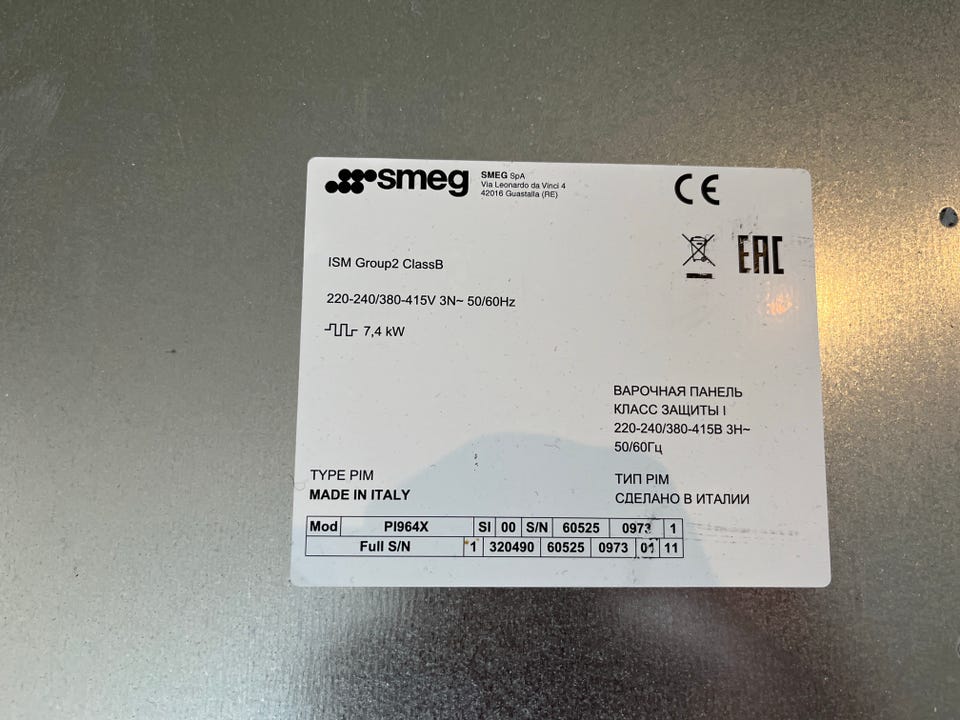 smeg
SMEG SpA
Via Leonardo da Vinci 4
42016 Guastalla (RE)
CE
EAC
ISM Group2 ClassB
220-240/380-415V 3N~ 50/60Hz
7,4 kW
ВАРОЧНАЯ ПАНЕЛЬ
КЛАСС ЗАЩИТЫ I
220-240/380-415В 3Н~
50/60Гц
TYPE PIM
MADE IN ITALY
ТИП PIM
СДЕЛАНО В ИТАЛИИ
Mod PI964X SI 00 S/N 60525 0973 1
Full S/N 1 320490 60525 0973 01 11